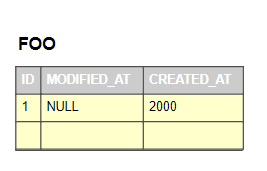 FOO
ID MODIFIED_AT CREATED_AT
1 NULL 2000